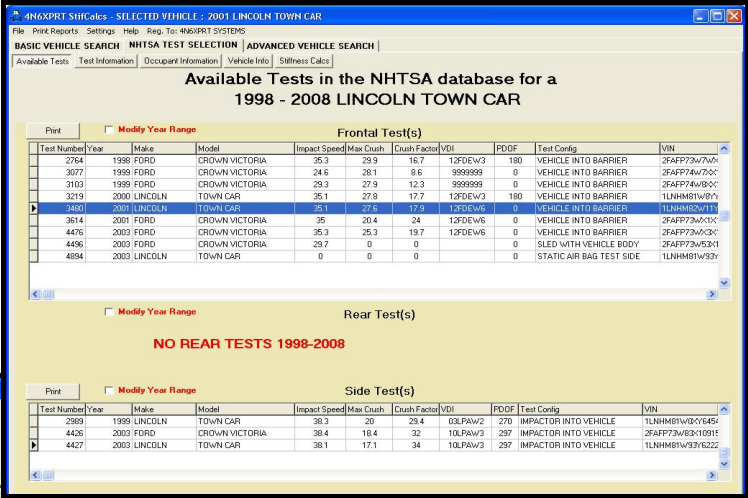 4N6XPRT StifCalcs - SELECTED VEHICLE : 2001 LINCOLN TOWN CAR
File Print Reports Settings Help Reg. To: 4N6XPRT SYSTEMS
BASIC VEHICLE SEARCH NHTSA TEST SELECTION ADVANCED VEHICLE SEARCH
Available Tests Test Information Occupant Information Vehicle Info Stiffness Calcs
Available Tests in the NHTSA database for a
1998 - 2008 LINCOLN TOWN CAR
Print Modify Year Range Frontal Test(s)
Test Number Year Make Model Impact Speed Max Crush Crush Factor VDI PDOF Test Config VIN
2764 1998 FORD CROWN VICTORIA 35.3 29.9 16.7 12FDEW3 180 VEHICLE INTO BARRIER 2FAFP73W7WX
3077 1999 FORD CROWN VICTORIA 24.6 28.1 8.6 9999999 0 VEHICLE INTO BARRIER 2FAFP74W7XX
3103 1999 FORD CROWN VICTORIA 29.3 27.9 12.3 9999999 0 VEHICLE INTO BARRIER 2FAFP74W8XX
3219 2000 LINCOLN TOWN CAR 35.1 27.8 17.7 12FDEW3 180 VEHICLE INTO BARRIER 1LNHM81W8Y
3480 2001 LINCOLN TOWN CAR 35.1 27.6 17.9 12FDEW6 0 VEHICLE INTO BARRIER 1LNHM82W11Y
3614 2001 FORD CROWN VICTORIA 35 20.4 24 12FDEW6 0 VEHICLE INTO BARRIER 2FAFP73WX1X
4476 2003 FORD CROWN VICTORIA 35.3 25.3 19.7 12FDEW6 0 VEHICLE INTO BARRIER 2FAFP73WX3X
4496 2003 FORD CROWN VICTORIA 29.7 0 0 0 SLED WITH VEHICLE BODY 2FAFP73W53X1
4894 2003 LINCOLN TOWN CAR 0 0 0 0 STATIC AIR BAG TEST SIDE 1LNHM81W93Y
Modify Year Range Rear Test(s)
NO REAR TESTS 1998-2008
Print Modify Year Range Side Test(s)
Test Number Year Make Model Impact Speed Max Crush Crush Factor VDI PDOF Test Config VIN
2989 1999 LINCOLN TOWN CAR 38.3 20 29.4 03LPAW2 270 IMPACTOR INTO VEHICLE 1LNHM81W0XY6454
4426 2003 FORD CROWN VICTORIA 38.4 18.4 32 10LPAW3 297 IMPACTOR INTO VEHICLE 2FAFP73W83X10915
4427 2003 LINCOLN TOWN CAR 38.1 17.1 34 10LPAW3 297 IMPACTOR INTO VEHICLE 1LNHM81W93Y6222